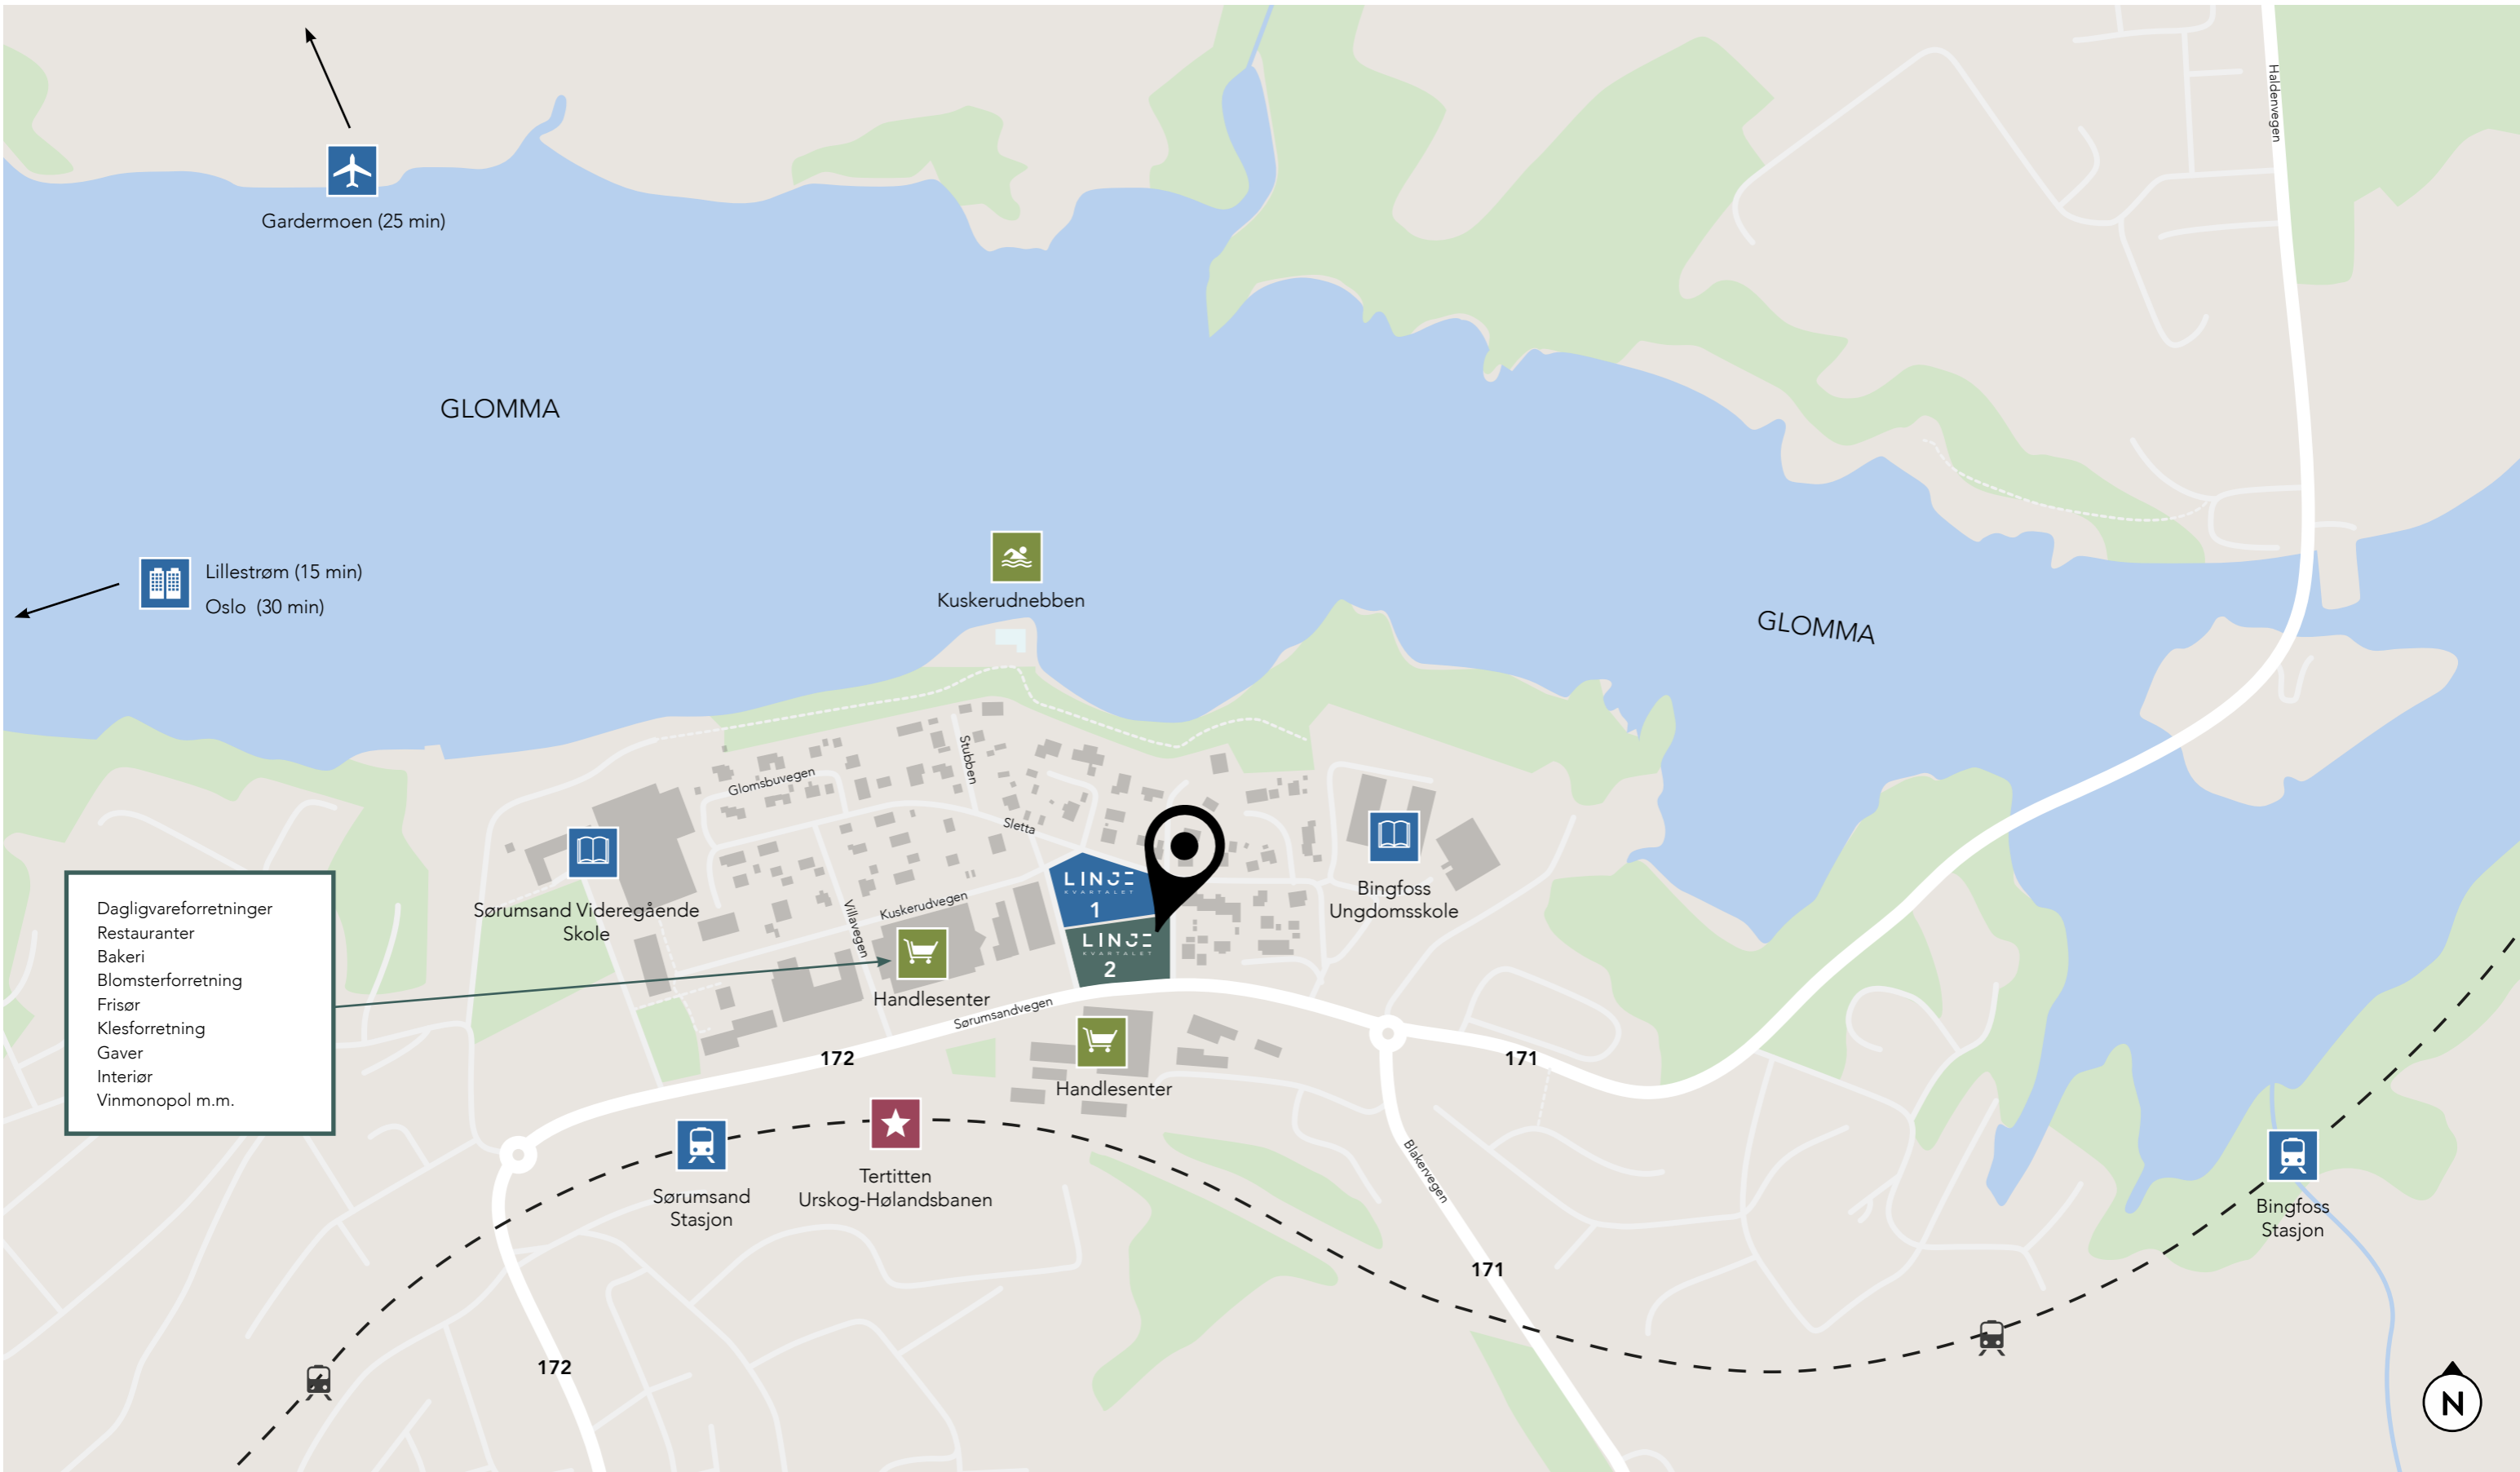 Haldenvegen
Gardermoen (25 min)
GLOMMA
Lillestrøm (15 min)
Oslo (30 min)
Kuskerudnebben
GLOMMA
Stubben
Glomsbuvegen
Sletta
Sørumsand Videregående
Skole
Villavegen
Kuskerudvegen
LINJE
KVARTALET
1
LINJE
KVARTALET
2
Bingfoss
Ungdomsskole
Dagligvareforretninger
Restauranter
Bakeri
Blomsterforretning
Frisør
Klesforretning
Gaver
Interiør
Vinmonopol m.m.
Handlesenter
Sørumsandvegen
172
Handlesenter
171
Sørumsand
Stasjon
Tertitten
Urskog-Hølandsbanen
Blakervegen
Bingfoss
Stasjon
171
172
N